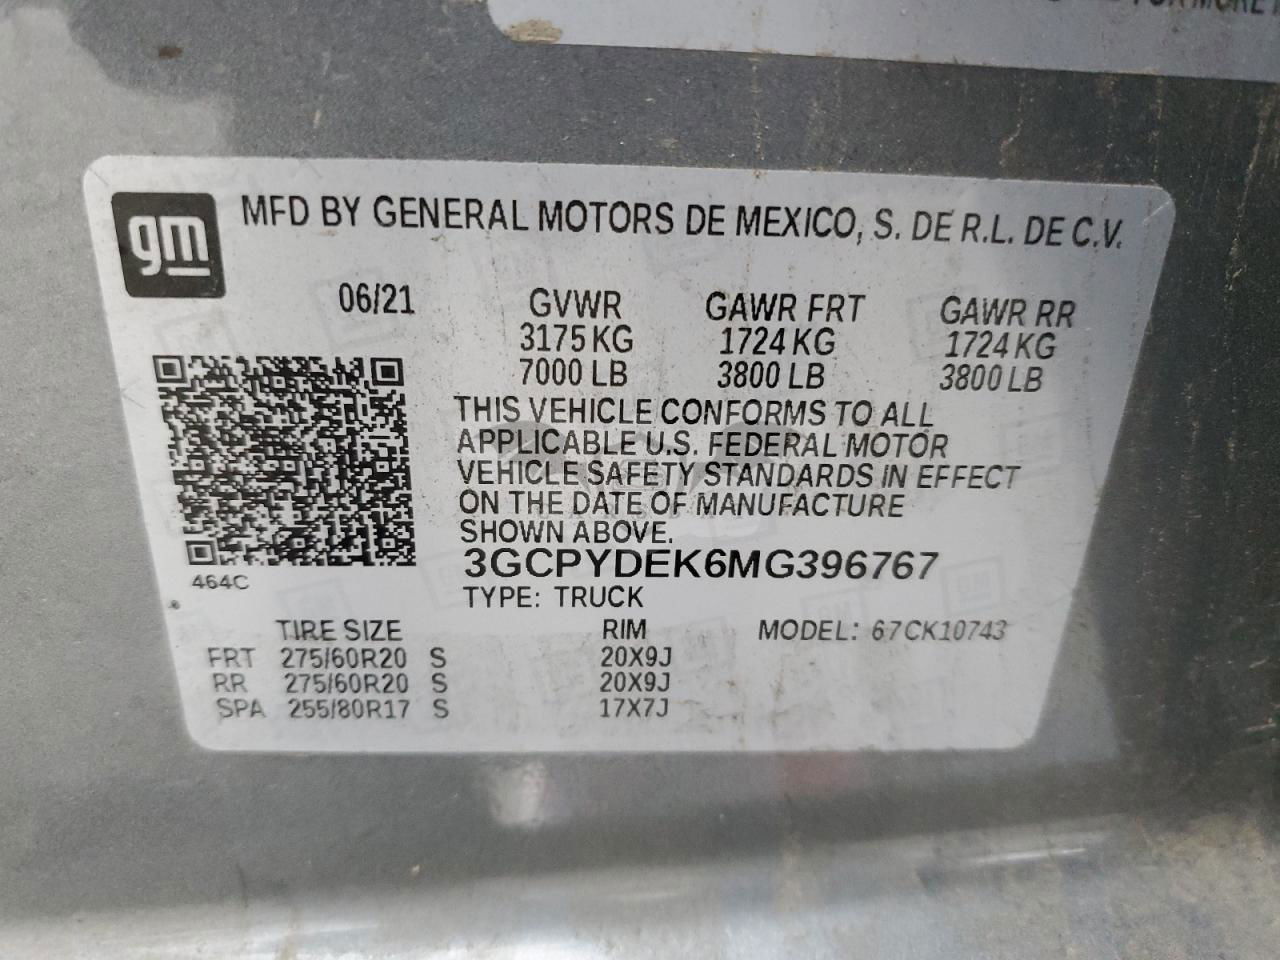 FOR MORE
gm
MFD BY GENERAL MOTORS DE MEXICO, S. DE R.L. DE C.V.
06/21 GVWR GAWR FRT GAWR RR
3175 KG 1724 KG 1724 KG
7000 LB 3800 LB 3800 LB
THIS VEHICLE CONFORMS TO ALL
APPLICABLE U.S. FEDERAL MOTOR
VEHICLE SAFETY STANDARDS IN EFFECT
ON THE DATE OF MANUFACTURE
SHOWN ABOVE.
3GCPYDEK6MG396767
464C
TYPE: TRUCK
TIRE SIZE RIM MODEL: 67CK10743
FRT 275/60R20 S 20X9J
RR 275/60R20 S 20X9J
SPA 255/80R17 S 17X7J